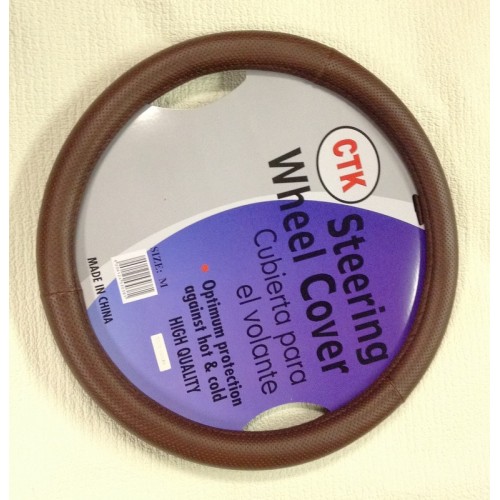 CTK
Steering
Wheel Cover
Cubierta para
el volante
• Optimum protection
against hot & cold
HIGH QUALITY
SIZE: M
MADE IN CHINA